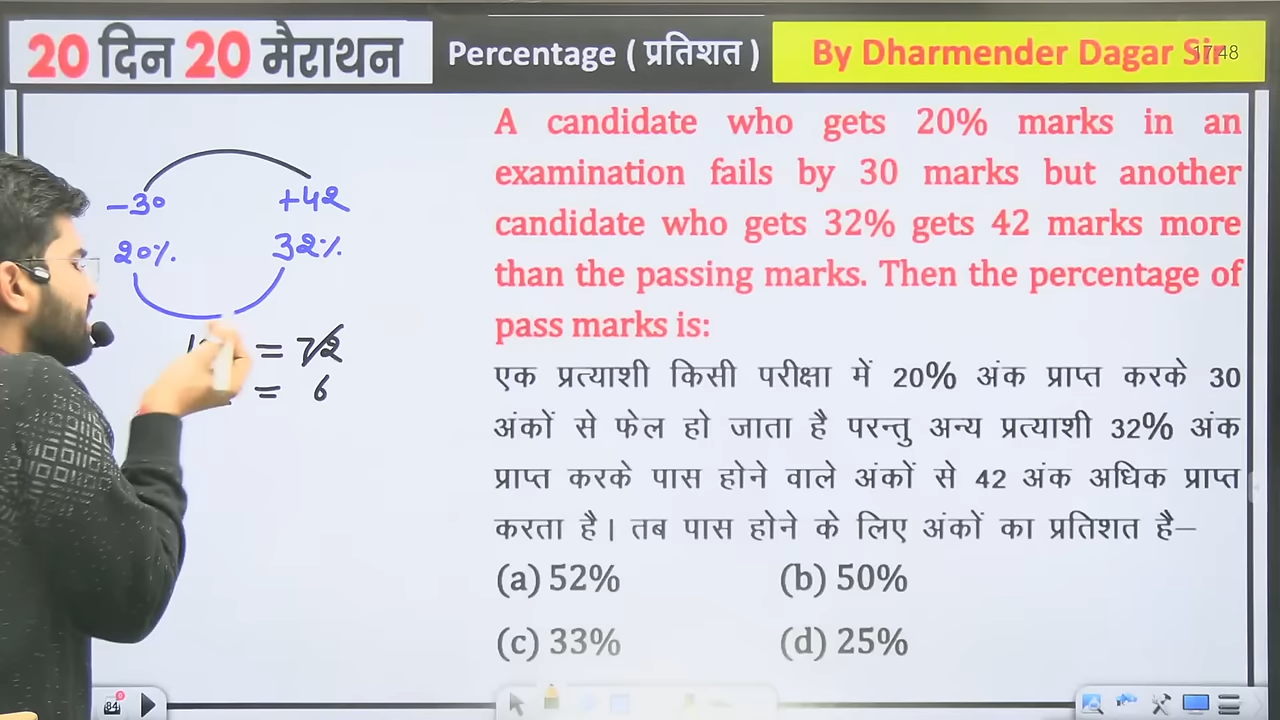 20 दिन 20 मैराथन
Percentage ( प्रतिशत )
By Dharmender Dagar Sir
17:48
A candidate who gets 20% marks in an
examination fails by 30 marks but another
candidate who gets 32% gets 42 marks more
than the passing marks. Then the percentage of
pass marks is:
एक प्रत्याशी किसी परीक्षा में 20% अंक प्राप्त करके 30
अंकों से फेल हो जाता है परन्तु अन्य प्रत्याशी 32% अंक
प्राप्त करके पास होने वाले अंकों से 42 अंक अधिक प्राप्त
करता है। तब पास होने के लिए अंकों का प्रतिशत है–
(a) 52% (b) 50%
(c) 33% (d) 25%
-30 +42
20% 32%
= 72
= 6
84
6